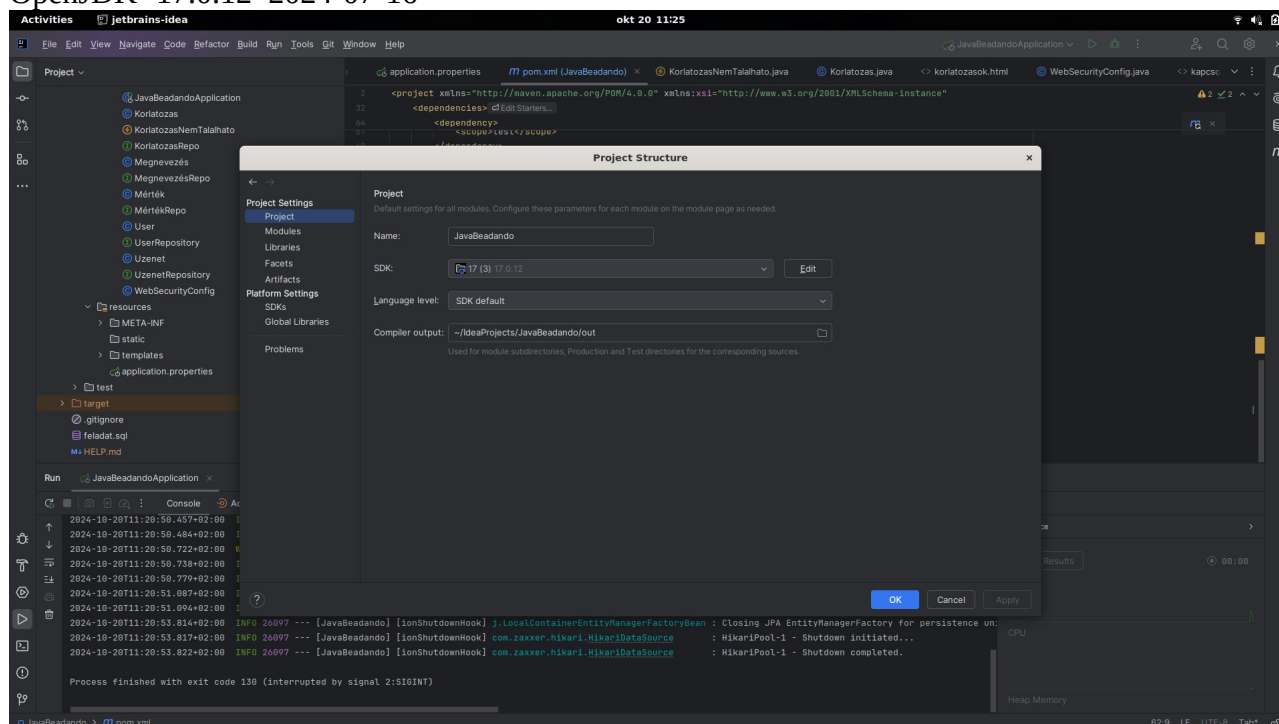 OpenJDK 17.0.12 2024-07-16
Activities jetbrains-idea okt 20 11:25
File Edit View Navigate Code Refactor Build Run Tools Git Window Help JavaBeadandoApplication
Project application.properties pom.xml (JavaBeadando) KorlatozasNemTalalhato.java Korlatozas.java korlatozasok.html WebSecurityConfig.java
JavaBeadandoApplication
Korlatozas
KorlatozasNemTalalhato
KorlatozasRepo
Megnevezés
MegnevezésRepo
Mérték
MértékRepo
User
UserRepository
Uzenet
UzenetRepository
WebSecurityConfig
resources
META-INF
static
templates
application.properties
test
target
.gitignore
feladat.sql
HELP.md
2 <project xmlns="http://maven.apache.org/POM/4.0.0" xmlns:xsi="http://www.w3.org/2001/XMLSchema-instance" 2 2
32 <dependencies> Edit Starters...
64 <dependency>
67 <scope>test</scope>
Project Structure
Project Settings
Project
Modules
Libraries
Facets
Artifacts
Platform Settings
SDKs
Global Libraries
Problems
Project
Default settings for all modules. Configure these parameters for each module on the module page as needed.
Name: JavaBeadando
SDK: 17 (3) 17.0.12 Edit
Language level: SDK default
Compiler output: ~/IdeaProjects/JavaBeadando/out
Used for module subdirectories, Production and Test directories for the corresponding sources.
? OK Cancel Apply
Run JavaBeadandoApplication
Console
2024-10-20T11:20:50.457+02:00
2024-10-20T11:20:50.484+02:00
2024-10-20T11:20:50.722+02:00
2024-10-20T11:20:50.738+02:00
2024-10-20T11:20:50.779+02:00
2024-10-20T11:20:51.087+02:00
2024-10-20T11:20:51.094+02:00
2024-10-20T11:20:53.814+02:00 INFO 26097 --- [JavaBeadando] [ionShutdownHook] j.LocalContainerEntityManagerFactoryBean : Closing JPA EntityManagerFactory for persistence
2024-10-20T11:20:53.817+02:00 INFO 26097 --- [JavaBeadando] [ionShutdownHook] com.zaxxer.hikari.HikariDataSource : HikariPool-1 - Shutdown initiated...
2024-10-20T11:20:53.822+02:00 INFO 26097 --- [JavaBeadando] [ionShutdownHook] com.zaxxer.hikari.HikariDataSource : HikariPool-1 - Shutdown completed.
Process finished with exit code 130 (interrupted by signal 2:SIGINT)
Results 00:00
CPU
Heap Memory
JavaBeadando pom.xml 62:9 LF UTF-8 Tab*